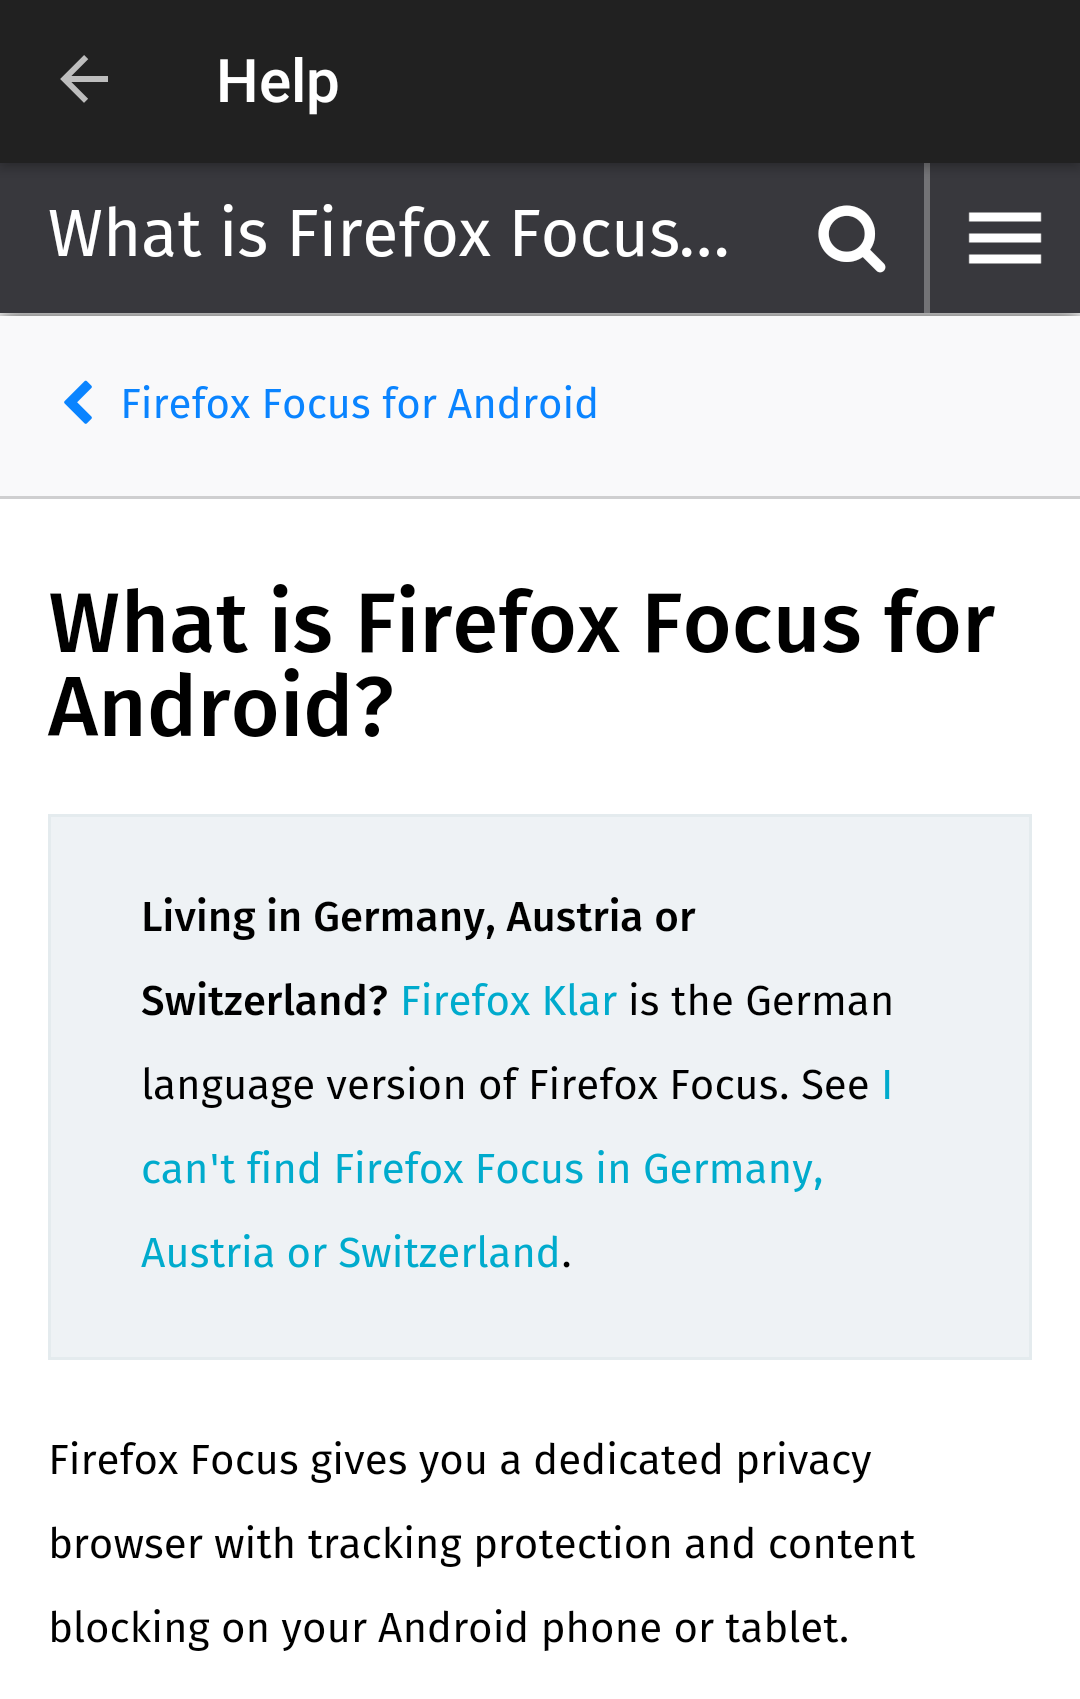 Help
What is Firefox Focus...
Firefox Focus for Android
What is Firefox Focus for
Android?
Living in Germany, Austria or
Switzerland? Firefox Klar is the German
language version of Firefox Focus. See I
can't find Firefox Focus in Germany,
Austria or Switzerland.
Firefox Focus gives you a dedicated privacy
browser with tracking protection and content
blocking on your Android phone or tablet.